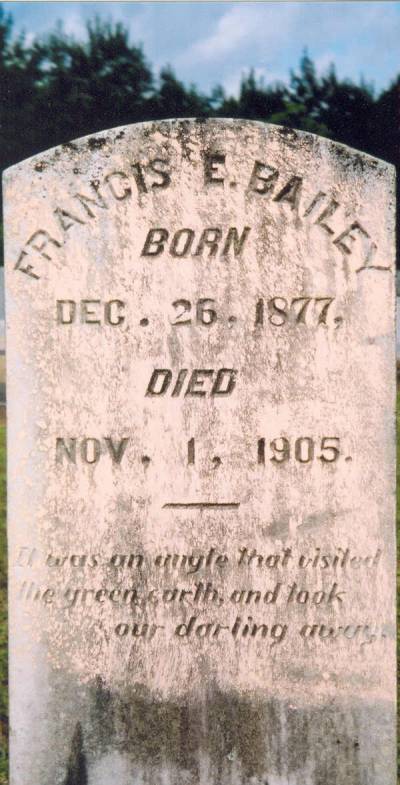 FRANCIS E. BAILEY
BORN
DEC. 26. 1877,
DIED
NOV. 1, 1905.
It was an angle that visited
the green earth, and took
our darling away.